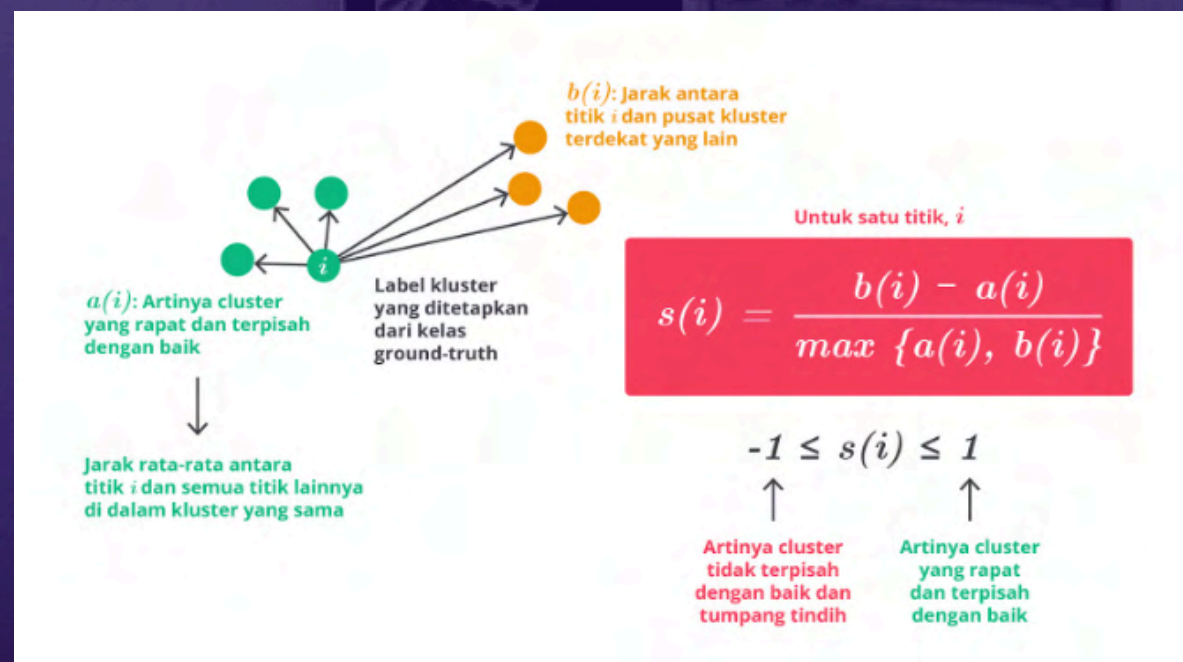 b(i): Jarak antara
titik i dan pusat kluster
terdekat yang lain
i
a(i): Artinya cluster
yang rapat dan terpisah
dengan baik
Label kluster
yang ditetapkan
dari kelas
ground-truth
Jarak rata-rata antara
titik i dan semua titik lainnya
di dalam kluster yang sama
Untuk satu titik, i
s(i) = b(i) - a(i)
max {a(i), b(i)}
-1 ≤ s(i) ≤ 1
Artinya cluster
tidak terpisah
dengan baik dan
tumpang tindih
Artinya cluster
yang rapat
dan terpisah
dengan baik